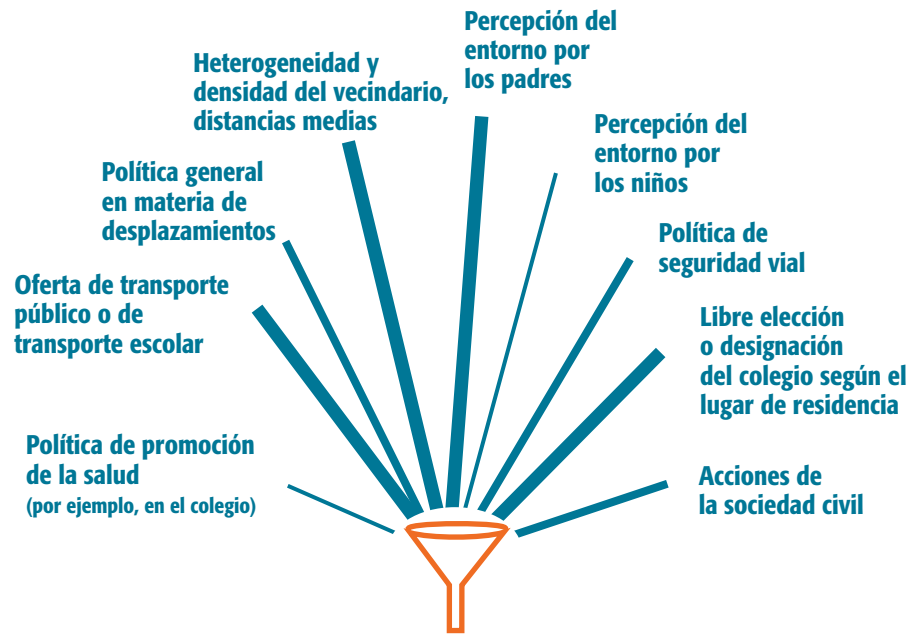 Percepción del
entorno por
los padres
Heterogeneidad y
densidad del vecindario,
distancias medias
Percepción del
entorno por
los niños
Política general
en materia de
desplazamientos
Política de
seguridad vial
Oferta de transporte
público o de
transporte escolar
Libre elección
o designación
del colegio según el
lugar de residencia
Política de promoción
de la salud
(por ejemplo, en el colegio)
Acciones de
la sociedad civil